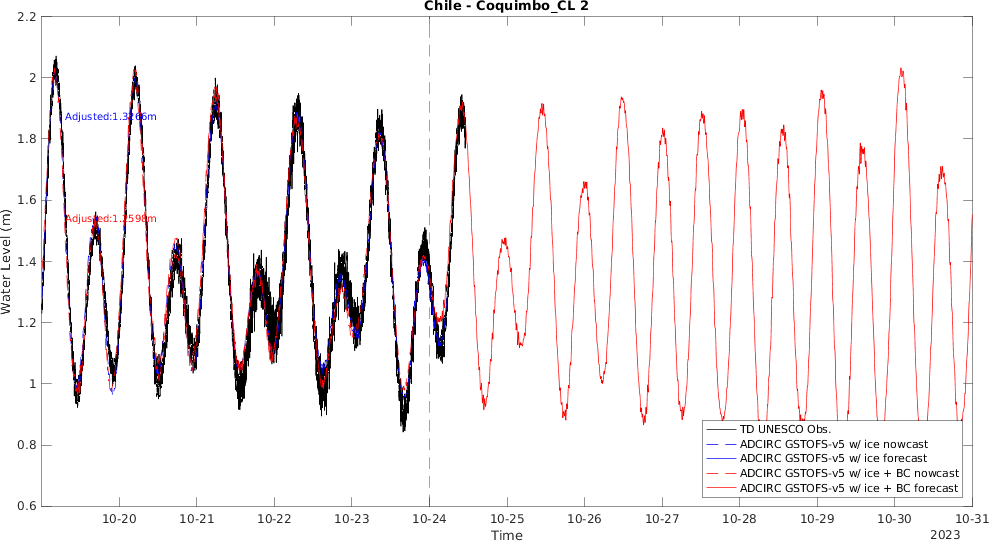 Chile - Coquimbo_CL 2
2.2
2
1.8
1.6
1.4
1.2
1
0.8
0.6
Water Level (m)
Adjusted:1.3266m
Adjusted:1.2598m
TD UNESCO Obs.
ADCIRC GSTOFS-v5 w/ ice nowcast
ADCIRC GSTOFS-v5 w/ ice forecast
ADCIRC GSTOFS-v5 w/ ice + BC nowcast
ADCIRC GSTOFS-v5 w/ ice + BC forecast
10-20 10-21 10-22 10-23 10-24 10-25 10-26 10-27 10-28 10-29 10-30 10-31
Time
2023